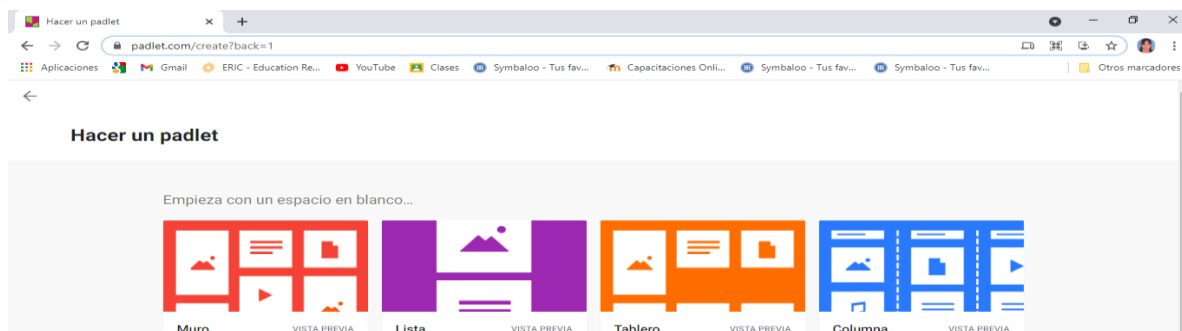 Hacer un padlet
padlet.com/create?back=1
Aplicaciones Gmail ERIC - Education Re... YouTube Clases Symbaloo - Tus fav... Capacitaciones Onli... Symbaloo - Tus fav... Symbaloo - Tus fav... Otros marcadores
Hacer un padlet
Empieza con un espacio en blanco...
Muro VISTA PREVIA Lista VISTA PREVIA Tablero VISTA PREVIA Columna VISTA PREVIA